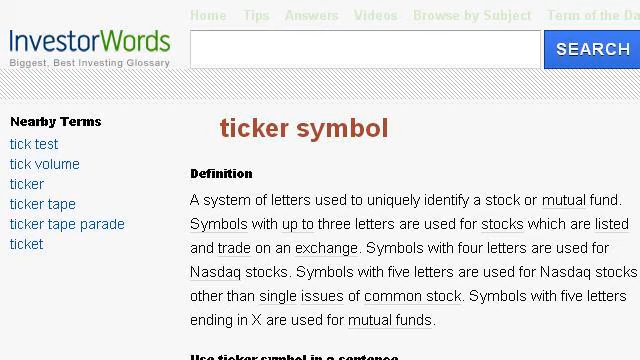 Home Tips Answers Videos Browse by Subject Term of the Da
InvestorWords
Biggest, Best Investing Glossary
SEARCH
Nearby Terms
tick test
tick volume
ticker
ticker tape
ticker tape parade
ticket
ticker symbol
Definition
A system of letters used to uniquely identify a stock or mutual fund.
Symbols with up to three letters are used for stocks which are listed
and trade on an exchange. Symbols with four letters are used for
Nasdaq stocks. Symbols with five letters are used for Nasdaq stocks
other than single issues of common stock. Symbols with five letters
ending in X are used for mutual funds.
Use ticker symbol in a sentence